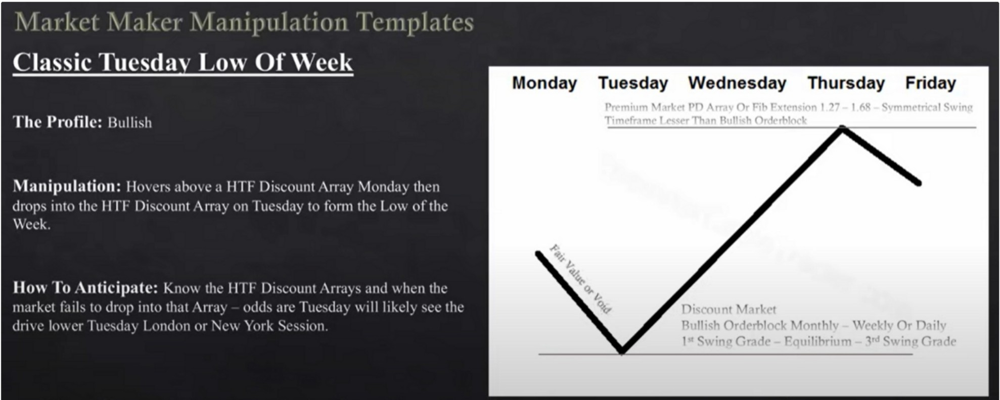 Market Maker Manipulation Templates
Classic Tuesday Low Of Week
The Profile: Bullish
Manipulation: Hovers above a HTF Discount Array Monday then
drops into the HTF Discount Array on Tuesday to form the Low of the
Week.
How To Anticipate: Know the HTF Discount Arrays and when the
market fails to drop into that Array – odds are Tuesday will likely see the
drive lower Tuesday London or New York Session.
Monday Tuesday Wednesday Thursday Friday
Premium Market PD Array Or Fib Extension 1.27 – 1.68 – Symmetrical Swing
Timeframe Lesser Than Bullish Orderblock
Fair Value or Void
Discount Market
Bullish Orderblock Monthly – Weekly Or Daily
1st Swing Grade – Equilibrium – 3rd Swing Grade